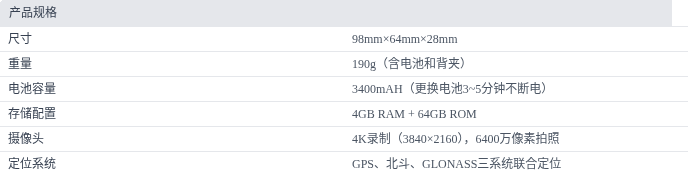 产品规格
尺寸 98mm×64mm×28mm
重量 190g（含电池和背夹）
电池容量 3400mAH（更换电池3~5分钟不断电）
存储配置 4GB RAM + 64GB ROM
摄像头 4K录制（3840×2160），6400万像素拍照
定位系统 GPS、北斗、GLONASS三系统联合定位